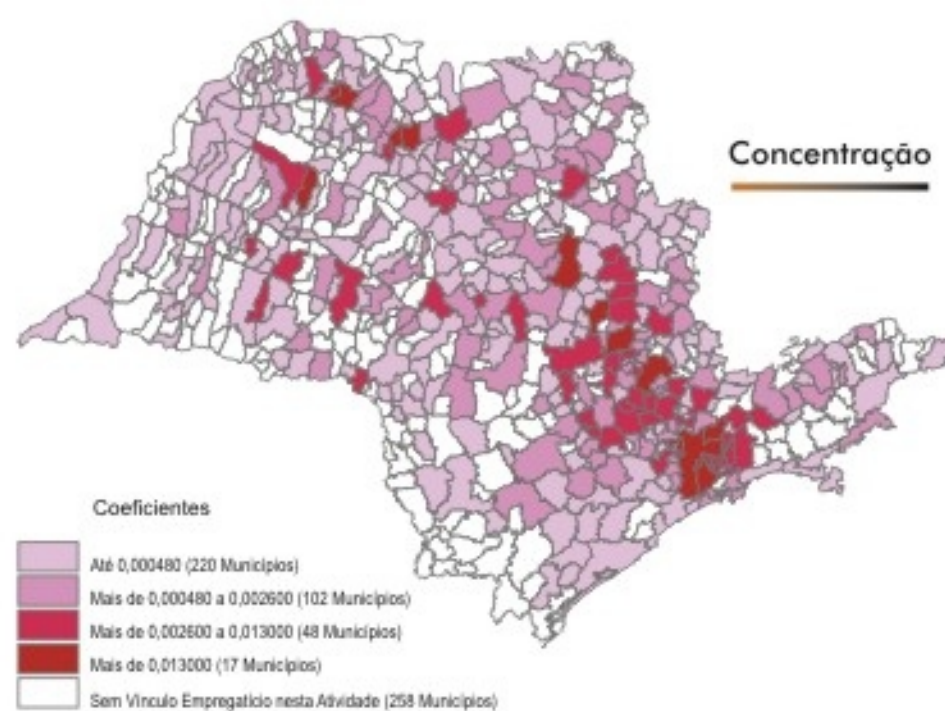 Concentração
Coeficientes
Até 0,000480 (220 Municípios)
Mais de 0,000480 a 0,002600 (102 Municípios)
Mais de 0,002600 a 0,013000 (48 Municípios)
Mais de 0,013000 (17 Municípios)
Sem Vínculo Empregatício nesta Atividade (258 Municípios)